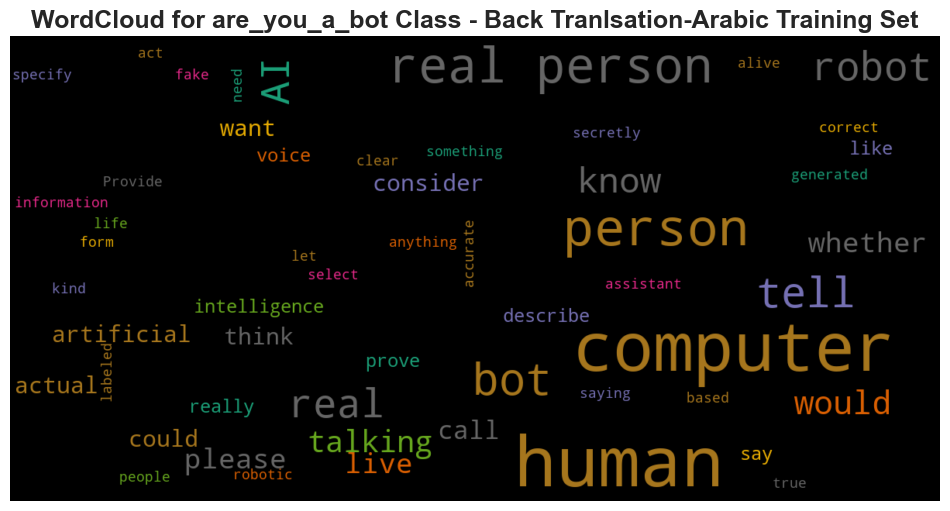 WordCloud for are_you_a_bot Class - Back Tranlsation-Arabic Training Set
act
real person
alive
robot
specify
fake
need
AI
want
secretly
correct
voice
clear
something
like
Provide
consider
know
generated
information
life
person
form
anything
accurate
whether
let
select
kind
assistant
tell
intelligence
describe
artificial
think
computer
labeled
prove
actual
bot
saying
based
really
real
would
could
talking
call
please
live
human
say
people
robotic
true